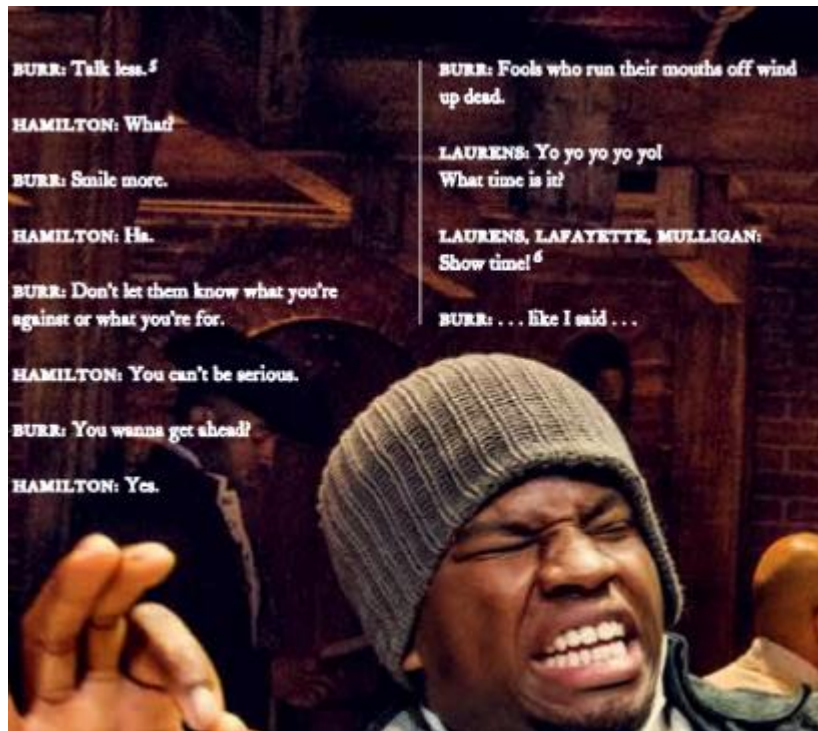 BURR: Talk less.⁵
HAMILTON: What?
BURR: Smile more.
HAMILTON: Ha.
BURR: Don't let them know what you're
against or what you're for.
HAMILTON: You can't be serious.
BURR: You wanna get ahead?
HAMILTON: Yes.
BURR: Fools who run their mouths off wind
up dead.
LAURENS: Yo yo yo yo yo!
What time is it?
LAURENS, LAFAYETTE, MULLIGAN:
Show time!⁶
BURR: . . . like I said . . .